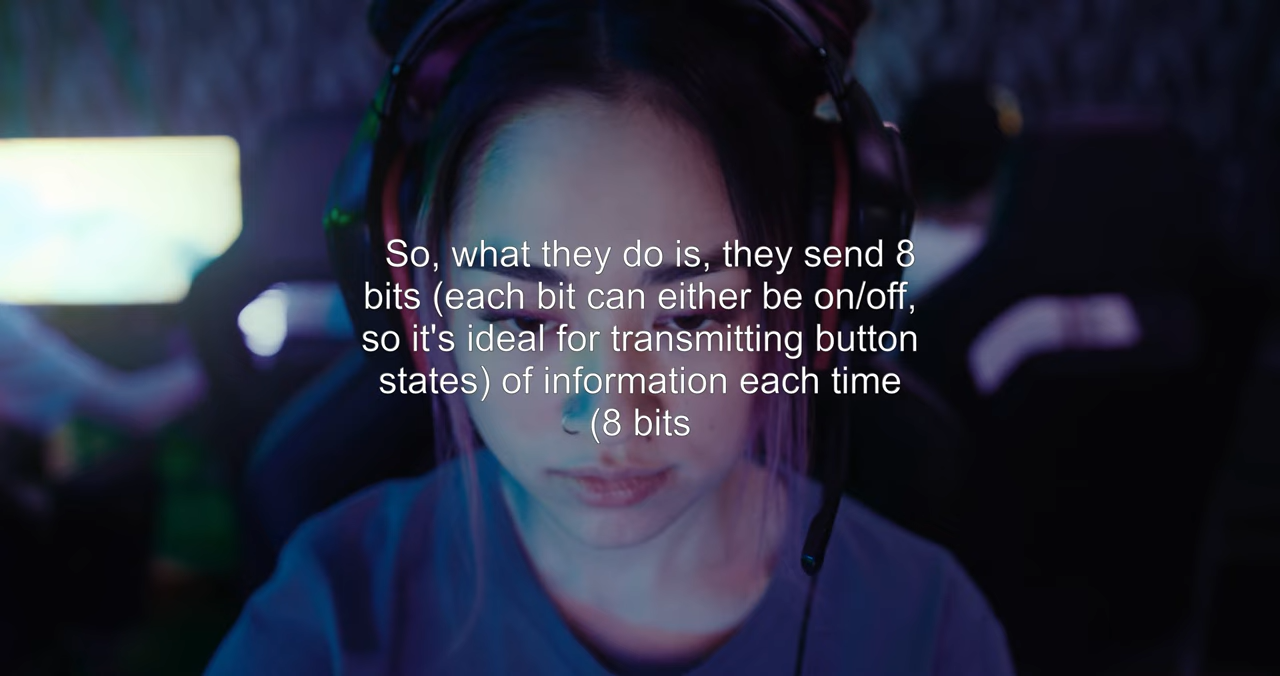 So, what they do is, they send 8
bits (each bit can either be on/off,
so it's ideal for transmitting button
states) of information each time
(8 bits